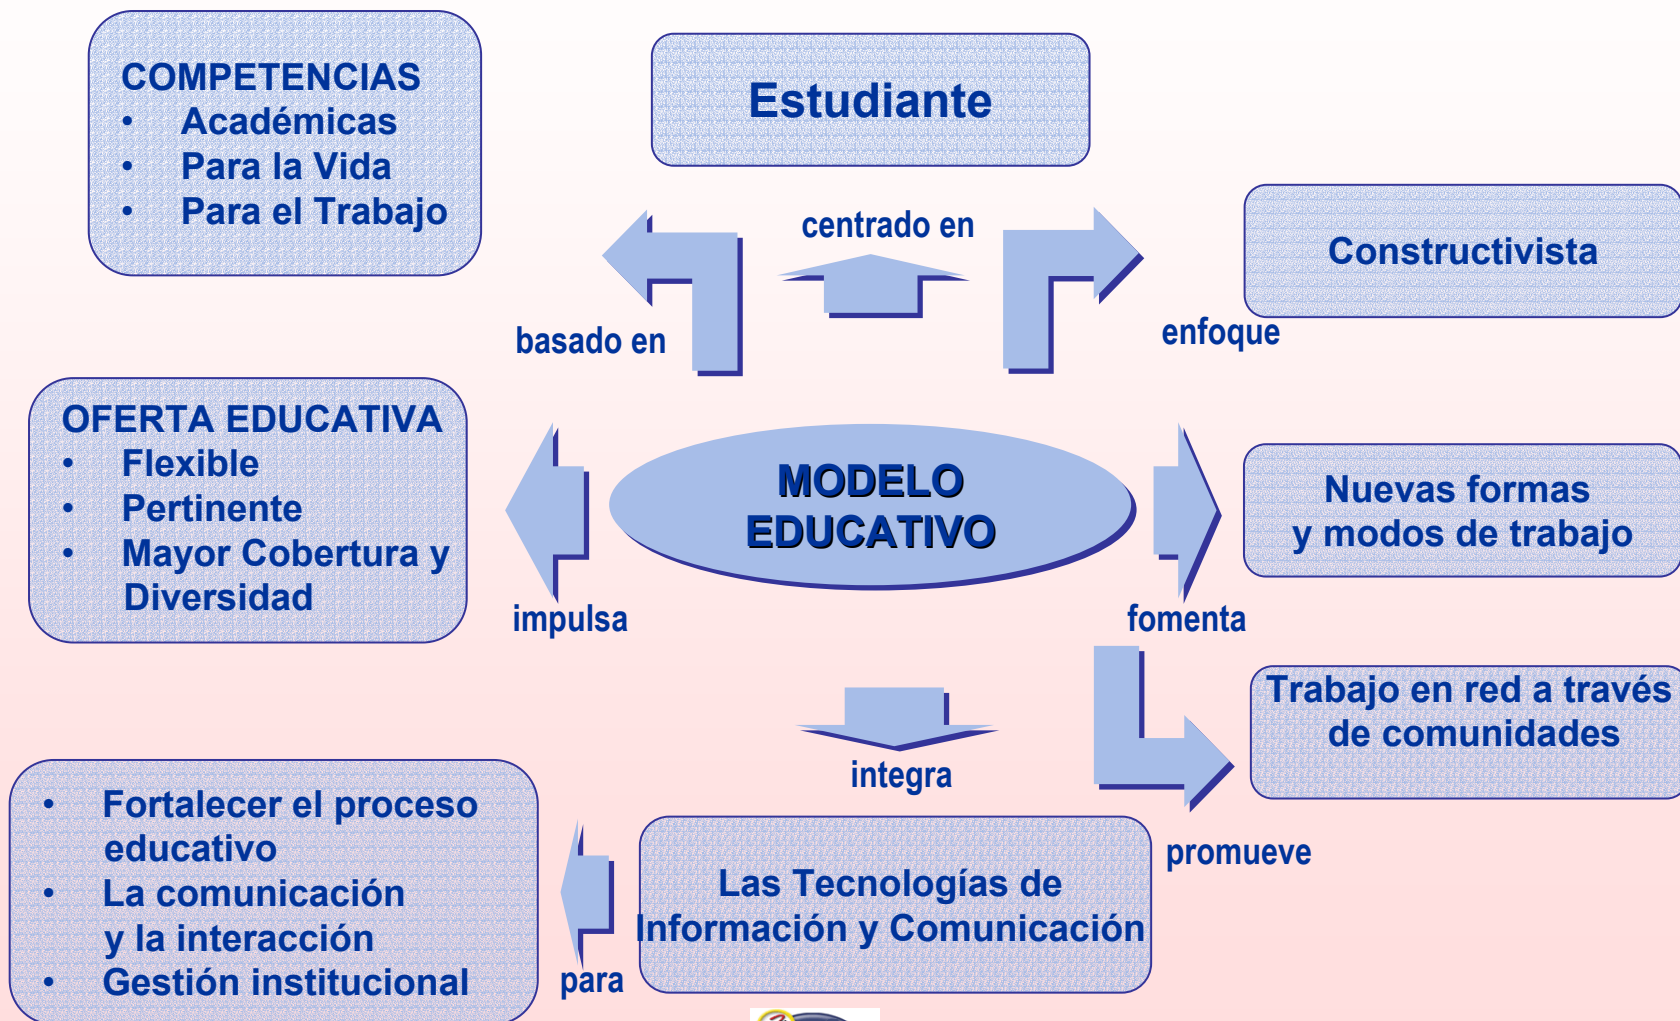 COMPETENCIAS
• Académicas
• Para la Vida
• Para el Trabajo
Estudiante
centrado en
Constructivista
basado en
enfoque
OFERTA EDUCATIVA
• Flexible
• Pertinente
• Mayor Cobertura y
Diversidad
MODELO
EDUCATIVO
Nuevas formas
y modos de trabajo
impulsa
fomenta
Trabajo en red a través
de comunidades
integra
promueve
• Fortalecer el proceso
educativo
• La comunicación
y la interacción
• Gestión institucional
para
Las Tecnologías de
Información y Comunicación